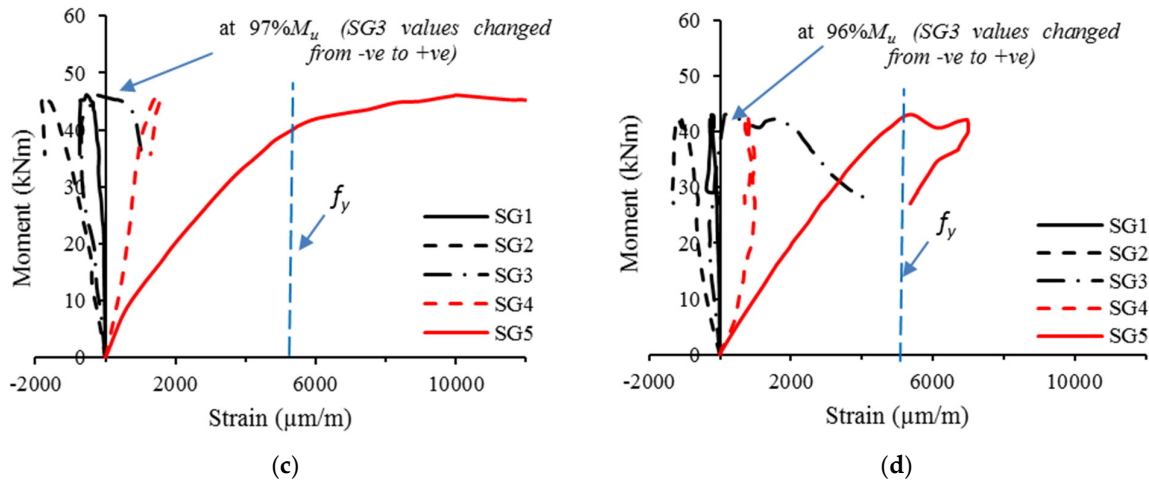 at 97%Mu (SG3 values changed
from -ve to +ve)
60
50
40
30
20
10
0
Moment (kNm)
fy
SG1
SG2
SG3
SG4
SG5
-2000
2000
6000
10000
Strain (µm/m)
(c)
at 96%Mu (SG3 values changed
from -ve to +ve)
60
50
40
30
20
10
0
Moment (kNm)
fy
SG1
SG2
SG3
SG4
SG5
-2000
2000
6000
10000
Strain (µm/m)
(d)